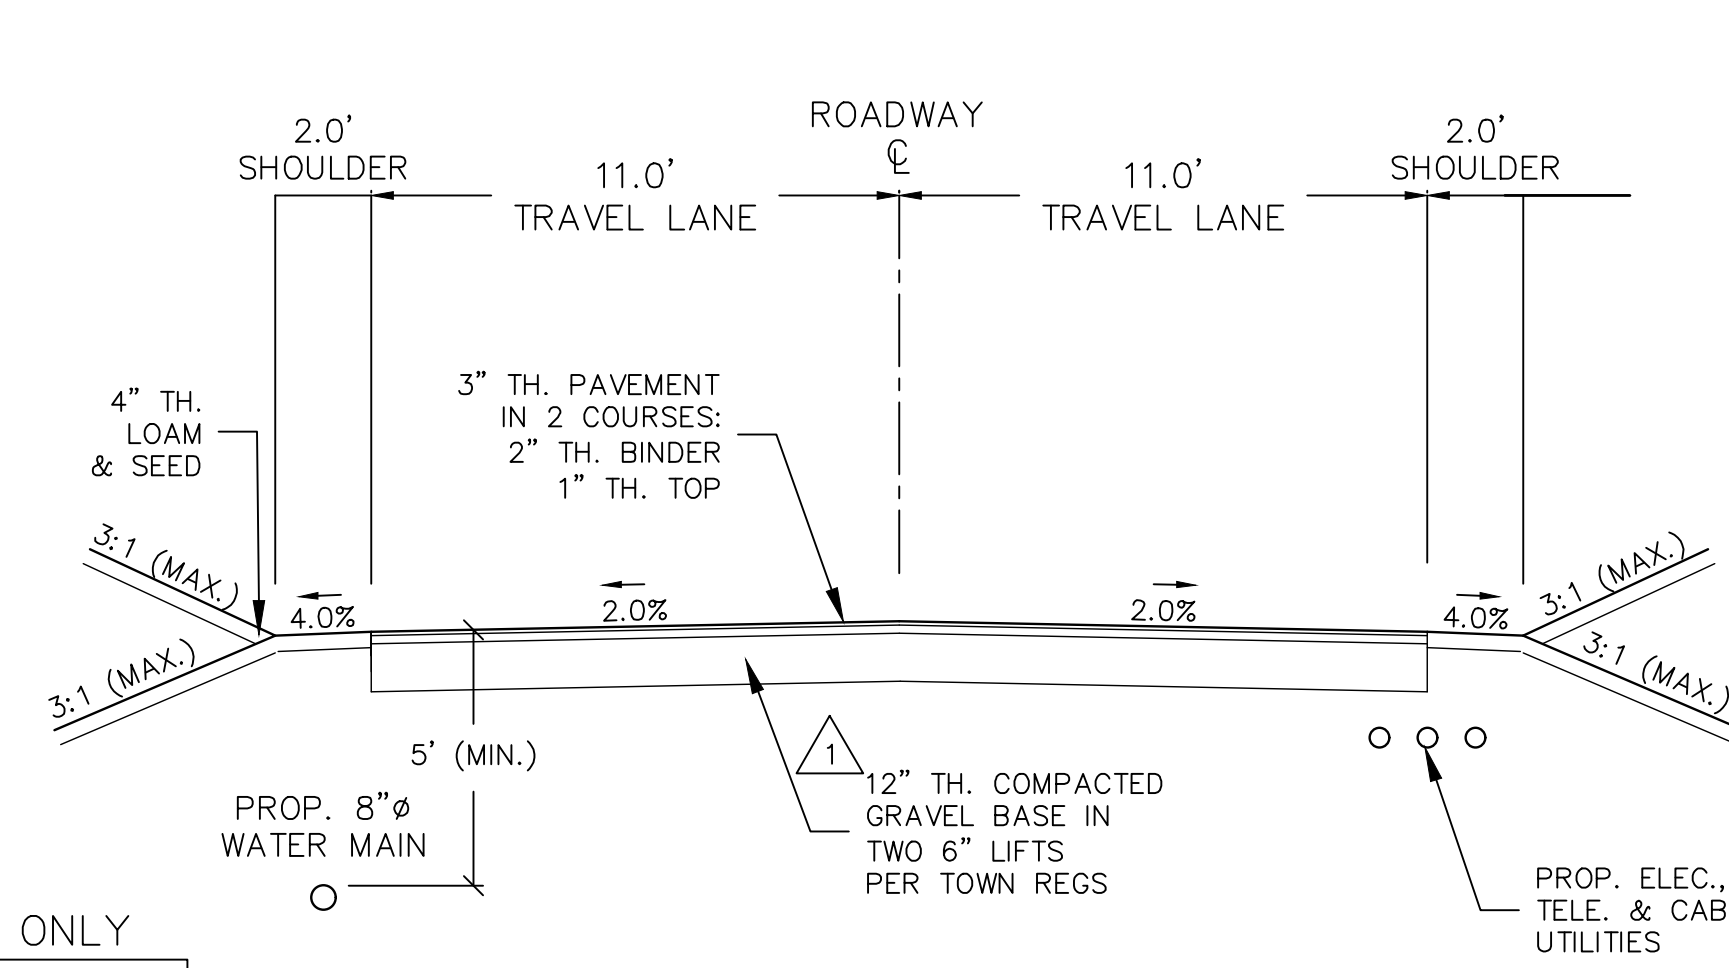 ROADWAY
℄
2.0'
SHOULDER
11.0'
TRAVEL LANE
11.0'
TRAVEL LANE
2.0'
SHOULDER
4" TH.
LOAM
& SEED
3" TH. PAVEMENT
IN 2 COURSES:
2" TH. BINDER
1" TH. TOP
3:1 (MAX.)
3:1 (MAX.)
4.0%
2.0%
2.0%
4.0%
3:1 (MAX.)
3:1 (MAX.)
5' (MIN.)
PROP. 8"ø
WATER MAIN
1
12" TH. COMPACTED
GRAVEL BASE IN
TWO 6" LIFTS
PER TOWN REGS
PROP. ELEC.,
TELE. & CAB
UTILITIES
ONLY